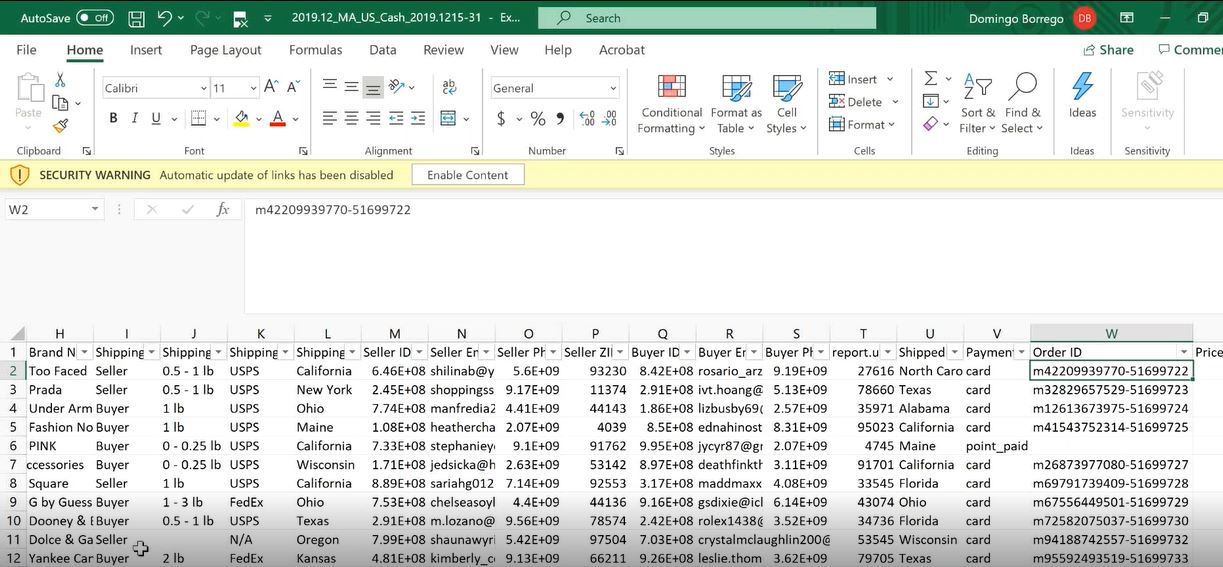 AutoSave Off 2019.12_MA_US_Cash_2019.1215-31 - Ex... Search Domingo Borrego DB
File Home Insert Page Layout Formulas Data Review View Help Acrobat Share Comme
Paste Calibri 11 A A ab General Conditional Formatting Format as Table Cell Styles Insert Delete Format Sort & Filter Find & Select Ideas Sensitivity
B I U A $ % 9
Clipboard Font Alignment Number Styles Cells Editing Ideas Sensitivity
SECURITY WARNING Automatic update of links has been disabled Enable Content
W2 fx m42209939770-51699722
H I J K L M N O P Q R S T U V W
1 Brand N Shipping Shipping Shipping Shipping Seller ID Seller En Seller Ph Seller ZII Buyer ID Buyer Er Buyer Ph report.u Shipped Paymen Order ID Price
2 Too Faced Seller 0.5 - 1 lb USPS California 6.46E+08 shilinab@y 5.6E+09 93230 8.42E+08 rosario_arz 9.19E+09 27616 North Caro card m42209939770-51699722
3 Prada Seller 0.5 - 1 lb USPS New York 2.45E+08 shoppingss 9.17E+09 11374 2.91E+08 ivt.hoang@ 5.13E+09 78660 Texas card m32829657529-51699723
4 Under Arm Buyer 1 lb USPS Ohio 7.74E+08 manfredia2 4.41E+09 44143 1.86E+08 lizbusby69( 2.57E+09 35971 Alabama card m12613673975-51699724
5 Fashion No Buyer 1 lb USPS Maine 1.08E+08 heathercha 2.07E+09 4039 8.5E+08 ednahinost 8.31E+09 95023 California card m41543752314-51699725
6 PINK Buyer 0 - 0.25 lb USPS California 7.33E+08 stephaniey 9.1E+09 91762 9.95E+08 jycyr87@gr 2.07E+09 4745 Maine point_paid
7 ccessories Buyer 0 - 0.25 lb USPS Wisconsin 1.71E+08 jedsicka@h 2.63E+09 53142 8.97E+08 deathfinkth 3.11E+09 91701 California card m26873977080-51699727
8 Square Seller 1 lb USPS California 8.89E+08 sariahg012 7.14E+09 92553 3.17E+08 maddmaxx 4.08E+09 33545 Florida card m69791739409-51699728
9 G by Guess Buyer 1 - 3 lb FedEx Ohio 7.53E+08 chelseasoyl 4.4E+09 44136 9.16E+08 gsdixie@icl 6.14E+09 43074 Ohio card m67556449501-51699729
10 Dooney & E Buyer 0.5 - 1 lb USPS Texas 2.91E+08 m.lozano@ 9.56E+09 78574 2.42E+08 rolex1438@ 3.52E+09 34736 Florida card m72582075037-51699730
11 Dolce & Ga Seller N/A Oregon 7.99E+08 shaunawyri 5.42E+09 97504 7.03E+08 crystalmclaughlin200@ 53545 Wisconsin card m94188742557-51699732
12 Yankee Car Buyer 2 lb FedEx Kansas 4.81E+08 kimberly_c 9.13E+09 66211 9.26E+08 leslie.thom 3.62E+09 79705 Texas card m95592493519-51699733